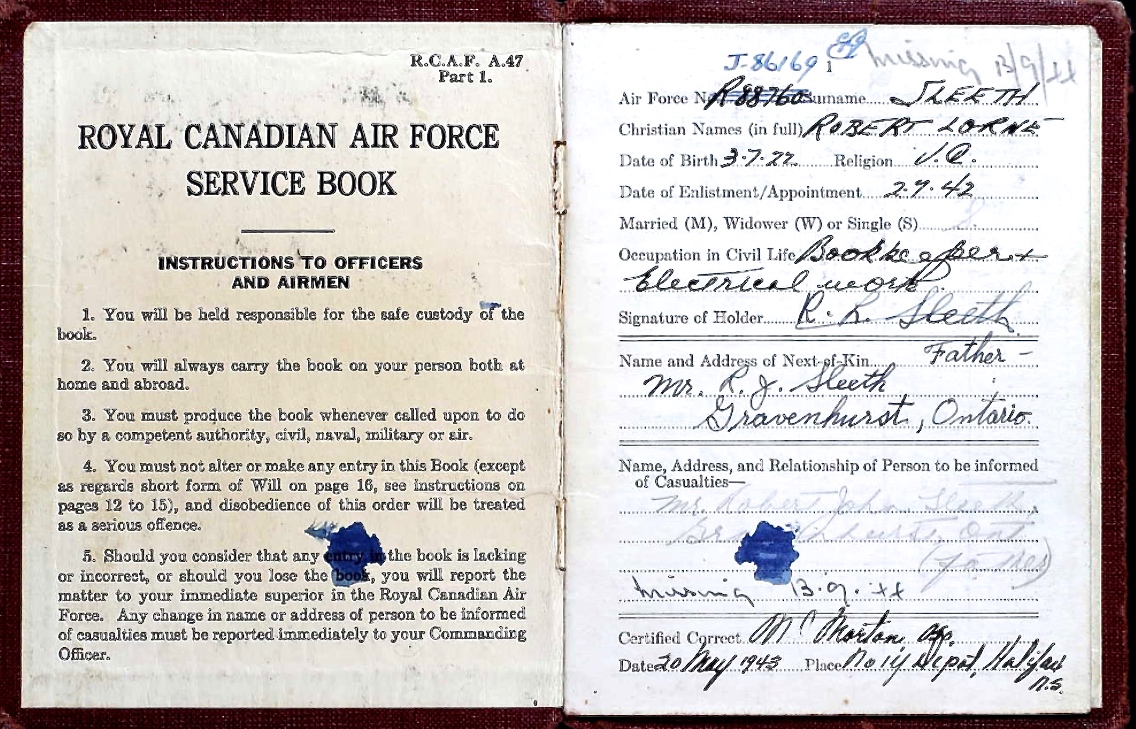 R.C.A.F. A.47
Part 1.
ROYAL CANADIAN AIR FORCE
SERVICE BOOK
INSTRUCTIONS TO OFFICERS
AND AIRMEN
1. You will be held responsible for the safe custody of the
book.
2. You will always carry the book on your person both at
home and abroad.
3. You must produce the book whenever called upon to do
so by a competent authority, civil, naval, military or air.
4. You must not alter or make any entry in this Book (except
as regards short form of Will on page 16, see instructions on
pages 12 to 15), and disobedience of this order will be treated
as a serious offence.
5. Should you consider that any entry in the book is lacking
or incorrect, or should you lose the book, you will report the
matter to your immediate superior in the Royal Canadian Air
Force. Any change in name or address of person to be informed
of casualties must be reported immediately to your Commanding
Officer.
J-86169 1 missing 13/9/44
Air Force N R88760 Surname SLEETH
Christian Names (in full) ROBERT LORNE
Date of Birth 3-7-22 Religion U.C.
Date of Enlistment/Appointment 2-9-42
Married (M), Widower (W) or Single (S)
Occupation in Civil Life Bookkeeper +
Electrical work
Signature of Holder R. L. Sleeth
Name and Address of Next-of-Kin Father -
Mr. R. J. Sleeth
Gravenhurst, Ontario.
Name, Address, and Relationship of Person to be informed
of Casualties—
Mr. Robert John Sleeth,
Ont
(father)
missing 13.9.44
Certified Correct Mc Morton
Date 20 May 1943 Place No 1 Y Depot, Halifax
N.S.